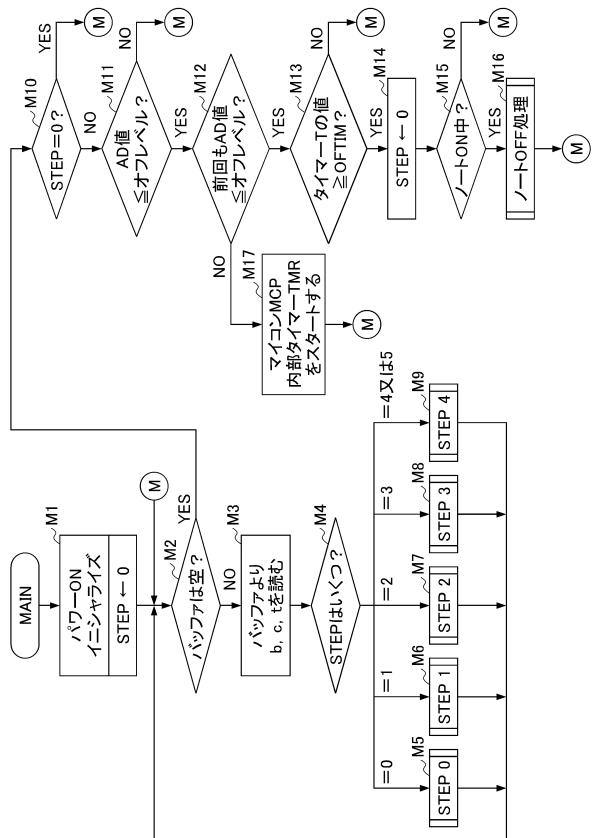 MAIN
M1
パワーON
イニシャライズ
STEP ← 0
M
M2
バッファは空?
YES
NO
M3
バッファより
b, c, tを読む
M4
STEPはいくつ?
=0
=1
=2
=3
=4又は5
M5
STEP 0
M6
STEP 1
M7
STEP 2
M8
STEP 3
M9
STEP 4
M10
STEP=0?
YES
M
NO
M11
AD値
≦オフレベル?
NO
M
YES
M12
前回もAD値
≦オフレベル?
NO
M17
マイコンMCP
内部タイマーTMR
をスタートする
M
YES
M13
タイマーTの値
≧OFTIM?
NO
M
YES
M14
STEP ← 0
M15
ノートON中?
NO
M
YES
M16
ノートOFF処理
M